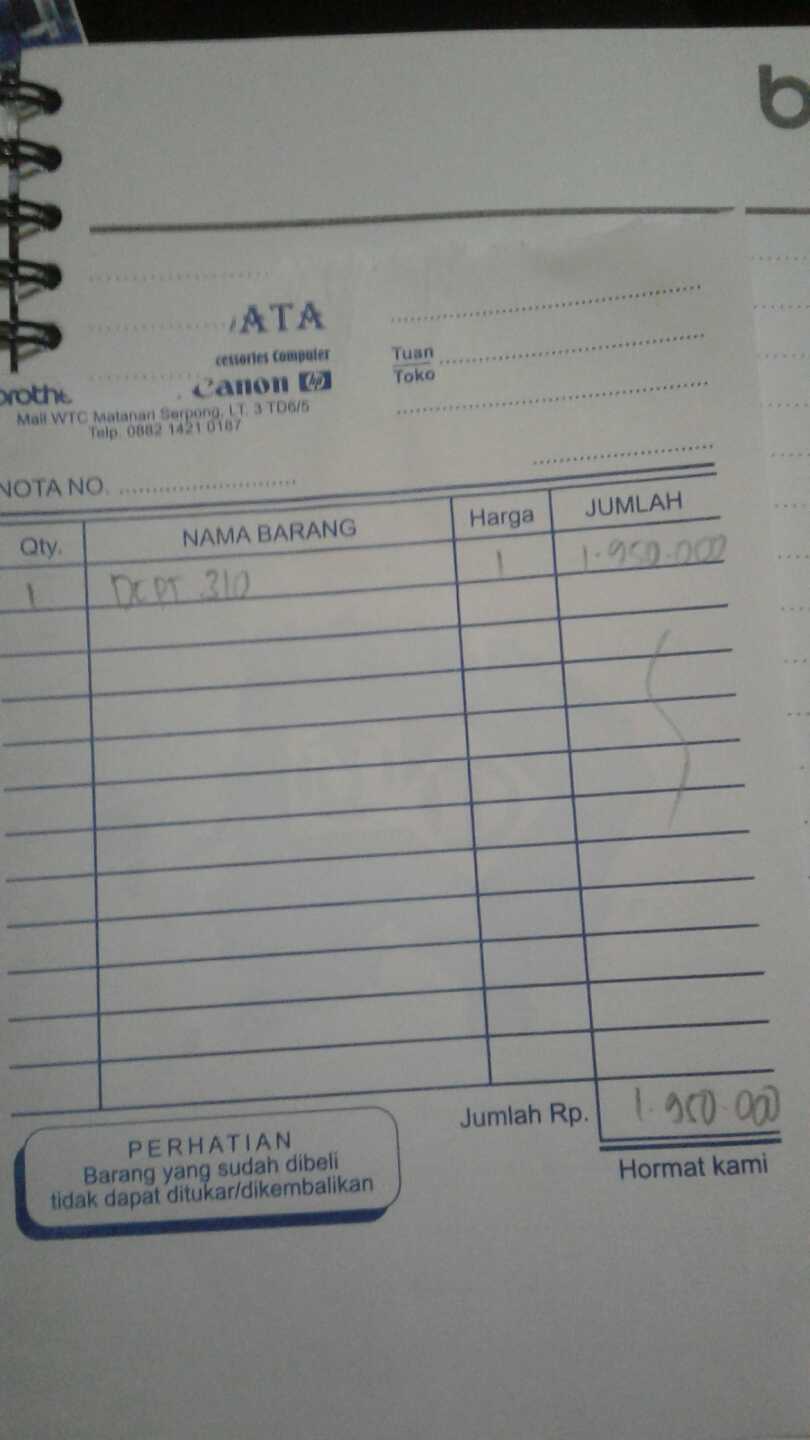 b
ATA
cessories Computer
brothe Canon hp
Mall WTC Matahari Serpong, LT. 3 TD6/5
Telp. 0882 1421 0187
Tuan
Toko
NOTA NO.
Qty. NAMA BARANG Harga JUMLAH
1 DCPT 310 1 1.950.000
Jumlah Rp. 1.950.000
PERHATIAN
Barang yang sudah dibeli
tidak dapat ditukar/dikembalikan
Hormat kami